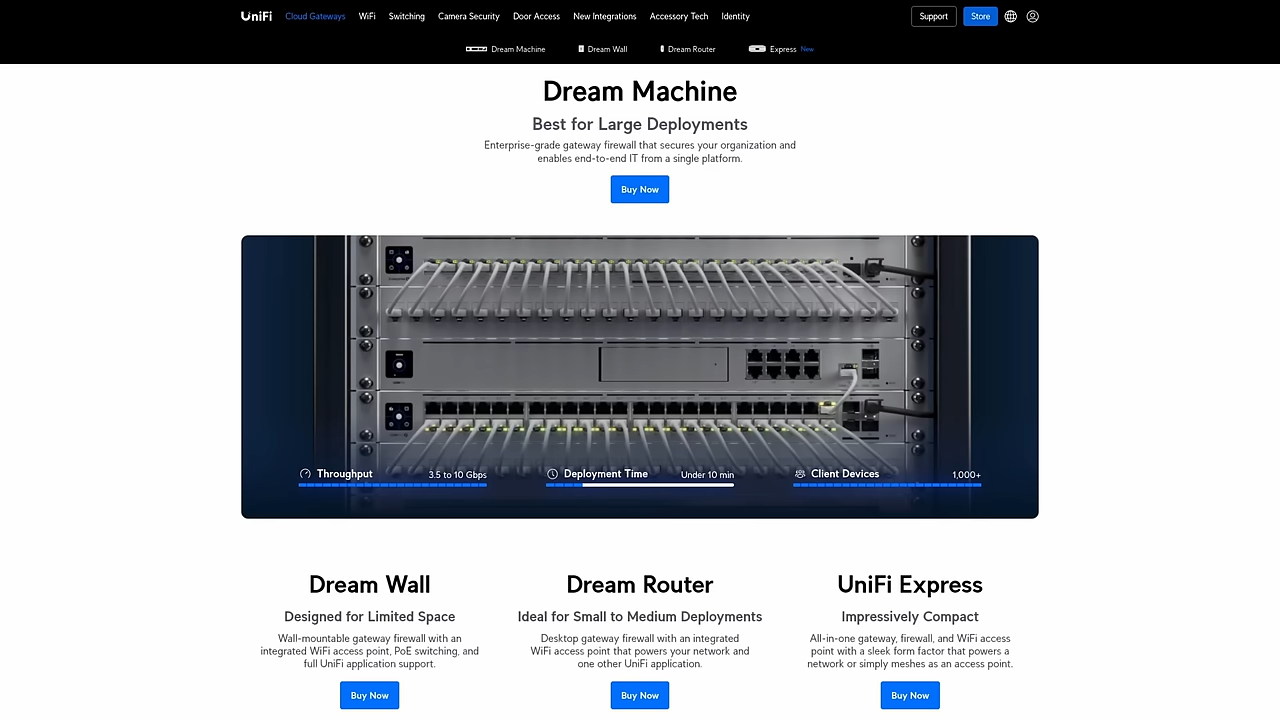 UniFi
Cloud Gateways
WiFi
Switching
Camera Security
Door Access
New Integrations
Accessory Tech
Identity
Support
Store
Dream Machine
Dream Wall
Dream Router
Express New
Dream Machine
Best for Large Deployments
Enterprise-grade gateway firewall that secures your organization and
enables end-to-end IT from a single platform.
Buy Now
Throughput
3.5 to 10 Gbps
Deployment Time
Under 10 min
Client Devices
1,000+
Dream Wall
Designed for Limited Space
Wall-mountable gateway firewall with an
integrated WiFi access point, PoE switching, and
full UniFi application support.
Buy Now
Dream Router
Ideal for Small to Medium Deployments
Desktop gateway firewall with an integrated
WiFi access point that powers your network and
one other UniFi application.
Buy Now
UniFi Express
Impressively Compact
All-in-one gateway, firewall, and WiFi access
point with a sleek form factor that powers a
network or simply meshes as an access point.
Buy Now